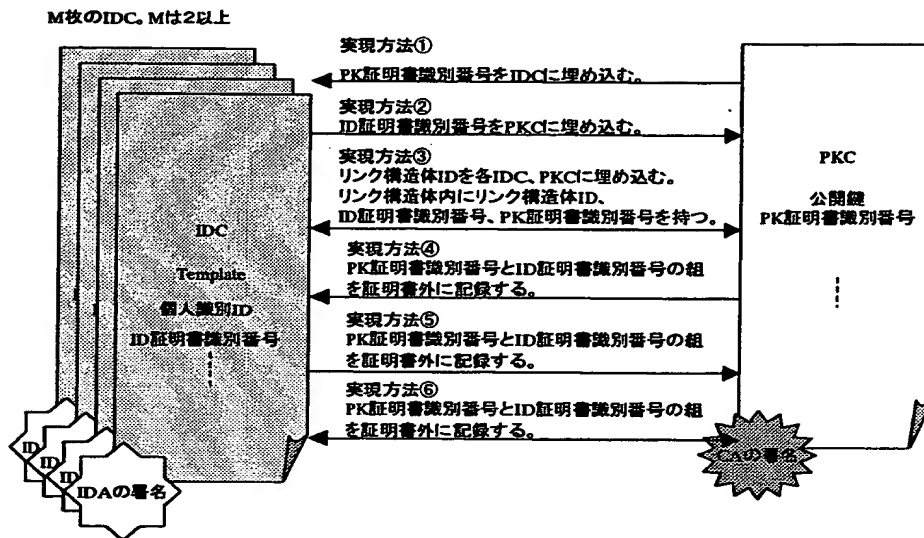 M枚のIDC。Mは2以上
実現方法①
PK証明書識別番号をIDCに埋め込む。
実現方法②
ID証明書識別番号をPKCに埋め込む。
実現方法③
リンク構造体IDを各IDC、PKCに埋め込む。
リンク構造体内にリンク構造体ID、
ID証明書識別番号、PK証明書識別番号を持つ。
実現方法④
PK証明書識別番号とID証明書識別番号の組
を証明書外に記録する。
実現方法⑤
PK証明書識別番号とID証明書識別番号の組
を証明書外に記録する。
実現方法⑥
PK証明書識別番号とID証明書識別番号の組
を証明書外に記録する。
IDC
Template
個人識別ID
ID証明書識別番号
ID
ID
ID
IDAの署名
PKC
公開鍵
PK証明書識別番号
CAの署名